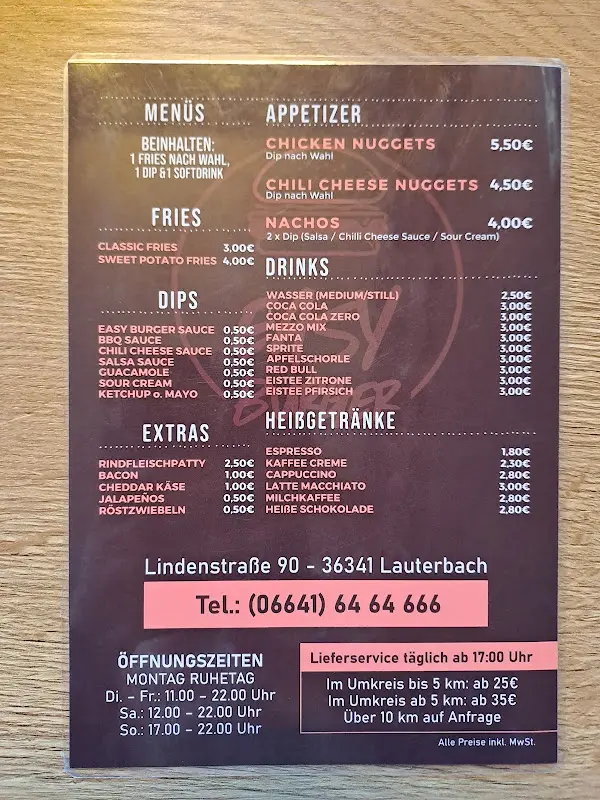 MENÜS
BEINHALTEN:
1 FRIES NACH WAHL,
1 DIP & 1 SOFTDRINK
FRIES
CLASSIC FRIES 3,00€
SWEET POTATO FRIES 4,00€
DIPS
EASY BURGER SAUCE 0,50€
BBQ SAUCE 0,50€
CHILI CHEESE SAUCE 0,50€
SALSA SAUCE 0,50€
GUACAMOLE 0,50€
SOUR CREAM 0,50€
KETCHUP o. MAYO 0,50€
EXTRAS
RINDFLEISCHPATTY 2,50€
BACON 1,00€
CHEDDAR KÄSE 1,00€
JALAPEÑOS 0,50€
RÖSTZWIEBELN 0,50€
APPETIZER
CHICKEN NUGGETS 5,50€
Dip nach Wahl
CHILI CHEESE NUGGETS 4,50€
Dip nach Wahl
NACHOS 4,00€
2 x Dip (Salsa / Chilli Cheese Sauce / Sour Cream)
DRINKS
WASSER (MEDIUM/STILL) 2,50€
COCA COLA 3,00€
COCA COLA ZERO 3,00€
MEZZO MIX 3,00€
FANTA 3,00€
SPRITE 3,00€
APFELSCHORLE 3,00€
RED BULL 3,00€
EISTEE ZITRONE 3,00€
EISTEE PFIRSICH 3,00€
HEIßGETRÄNKE
ESPRESSO 1,80€
KAFFEE CREME 2,30€
CAPPUCCINO 2,80€
LATTE MACCHIATO 3,00€
MILCHKAFFEE 2,80€
HEIßE SCHOKOLADE 2,80€
Lindenstraße 90 - 36341 Lauterbach
Tel.: (06641) 64 64 666
ÖFFNUNGSZEITEN
MONTAG RUHETAG
Di. - Fr.: 11.00 - 22.00 Uhr
Sa.: 12.00 - 22.00 Uhr
So.: 17.00 - 22.00 Uhr
Lieferservice täglich ab 17:00 Uhr
Im Umkreis bis 5 km: ab 25€
Im Umkreis ab 5 km: ab 35€
Über 10 km auf Anfrage
Alle Preise inkl. MwSt.